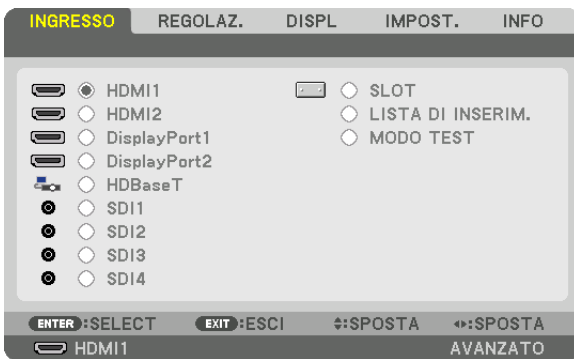 INGRESSO REGOLAZ. DISPL IMPOST. INFO
HDMI1
HDMI2
DisplayPort1
DisplayPort2
HDBaseT
SDI1
SDI2
SDI3
SDI4
SLOT
LISTA DI INSERIM.
MODO TEST
ENTER :SELECT EXIT :ESCI :SPOSTA :SPOSTA
HDMI1 AVANZATO